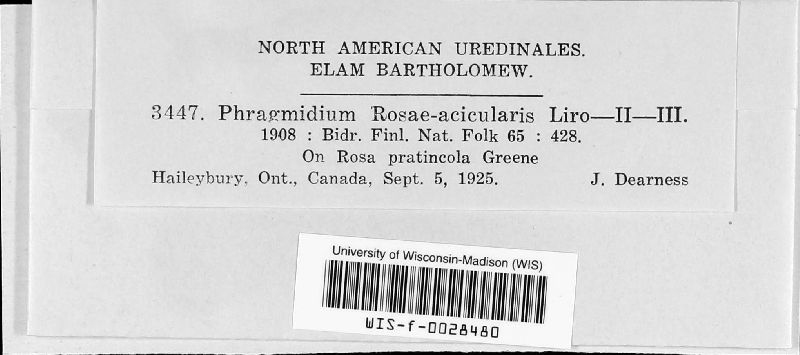 NORTH AMERICAN UREDINALES.
ELAM BARTHOLOMEW.
3447. Phragmidium Rosae-acicularis Liro—II—III.
1908 : Bidr. Finl. Nat. Folk 65 : 428.
On Rosa pratincola Greene
Haileybury, Ont., Canada, Sept. 5, 1925. J. Dearness
University of Wisconsin-Madison (WIS)
WIS-f-0028480